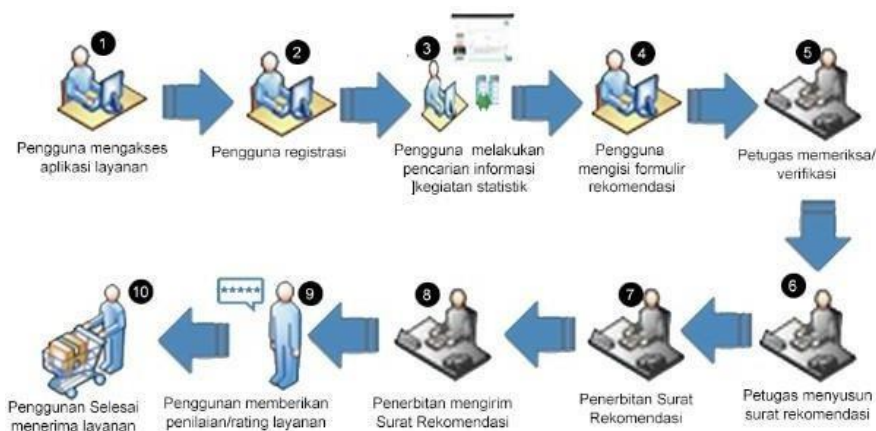 1
Pengguna mengakses
aplikasi layanan
2
Pengguna registrasi
3
Pengguna melakukan
pencarian informasi
]kegiatan statistik
4
Pengguna
mengisi formulir
rekomendasi
5
Petugas memeriksa/
verifikasi
6
Petugas menyusun
surat rekomendasi
7
Penerbitan Surat
Rekomendasi
8
Penerbitan mengirim
Surat Rekomendasi
*****
9
Penggunan memberikan
penilaian/rating layanan
10
Penggunan Selesai
menerima layanan